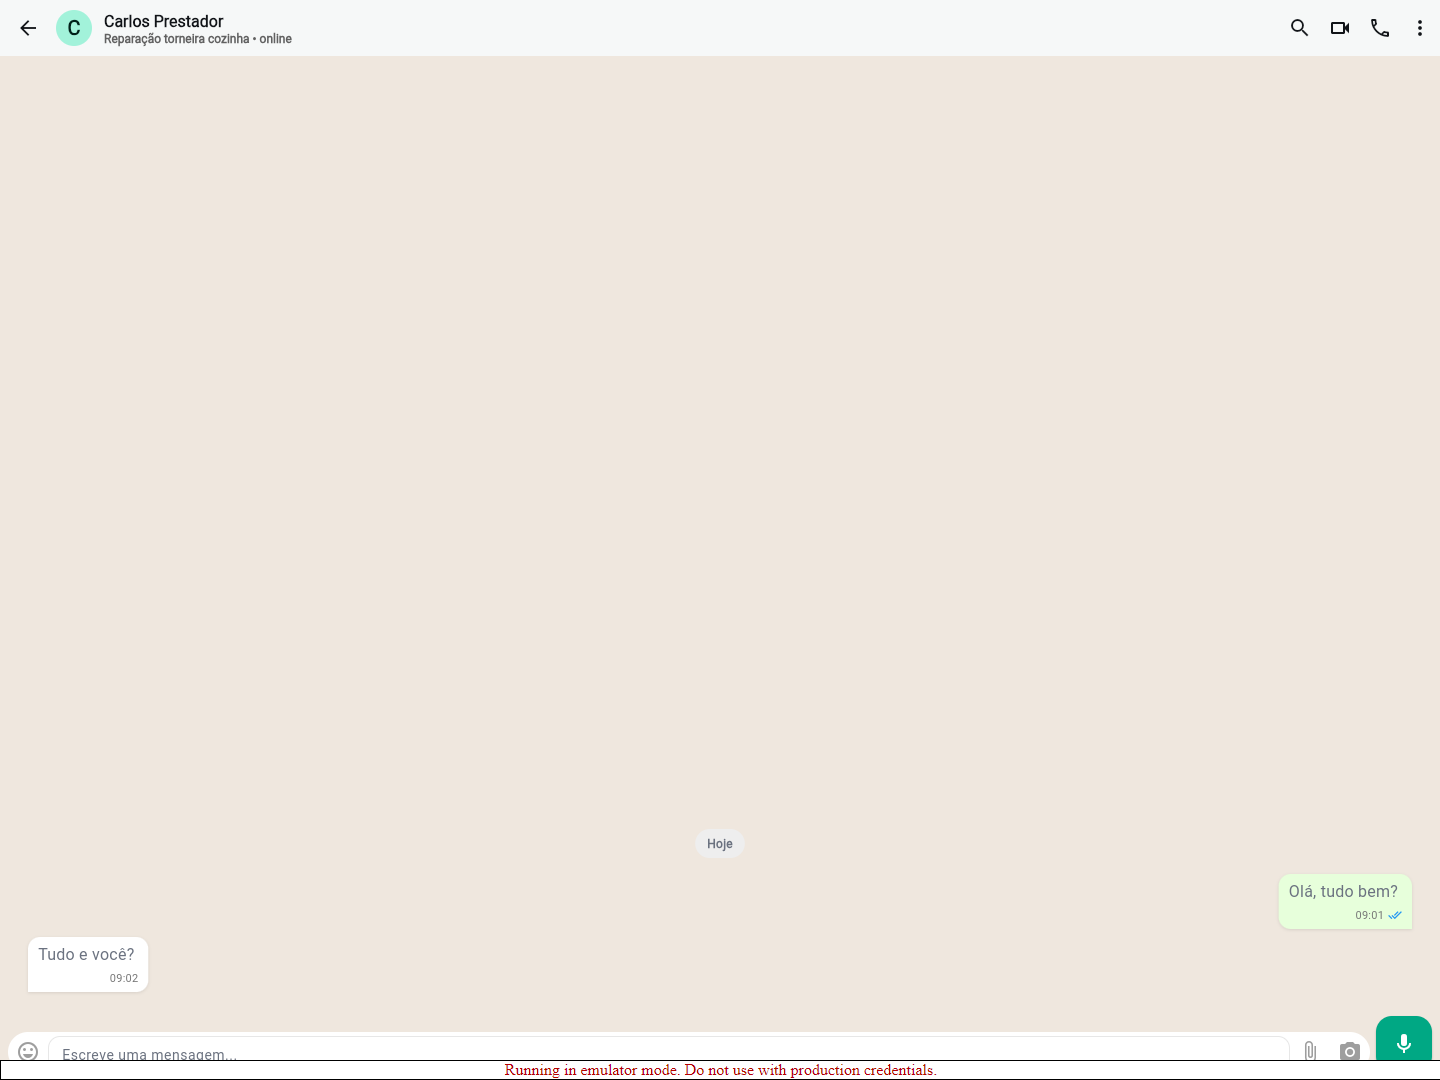 C
Carlos Prestador
Reparação torneira cozinha • online
Hoje
Olá, tudo bem?
09:01
Tudo e você?
09:02
Escreve uma mensagem...
Running in emulator mode. Do not use with production credentials.